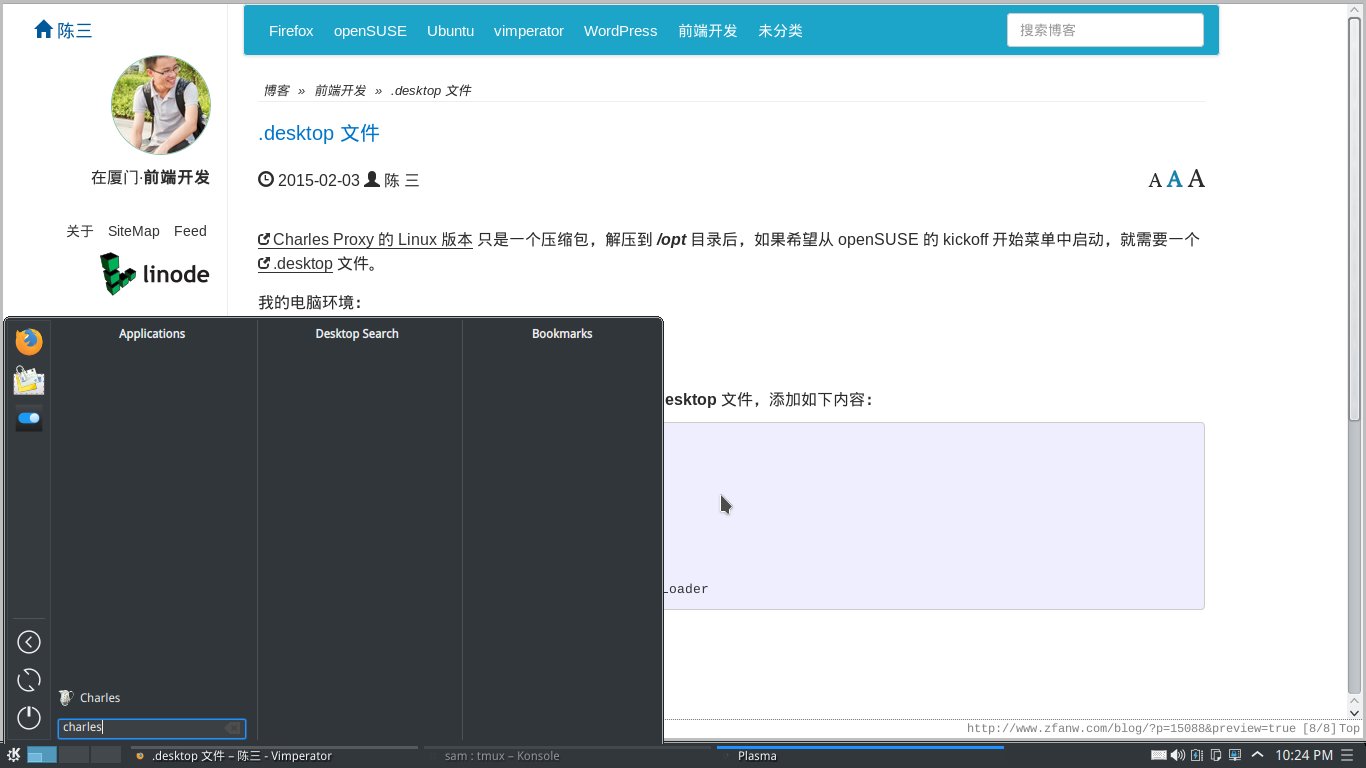 陈三
Firefox openSUSE Ubuntu vimperator WordPress 前端开发 未分类
搜索博客
博客 » 前端开发 » .desktop 文件
.desktop 文件
在厦门·前端开发
2015-02-03 陈 三
A A A
关于 SiteMap Feed
linode
Charles Proxy 的 Linux 版本 只是一个压缩包，解压到 /opt 目录后，如果希望从 openSUSE 的 kickoff 开始菜单中启动，就需要一个
.desktop 文件。
我的电脑环境：
Applications Desktop Search Bookmarks
esktop 文件，添加如下内容：
Loader
Charles
charles
http://www.zfanw.com/blog/?p=15088&preview=true [8/8] Top
.desktop 文件 – 陈三 - Vimperator
sam : tmux – Konsole
Plasma
10:24 PM